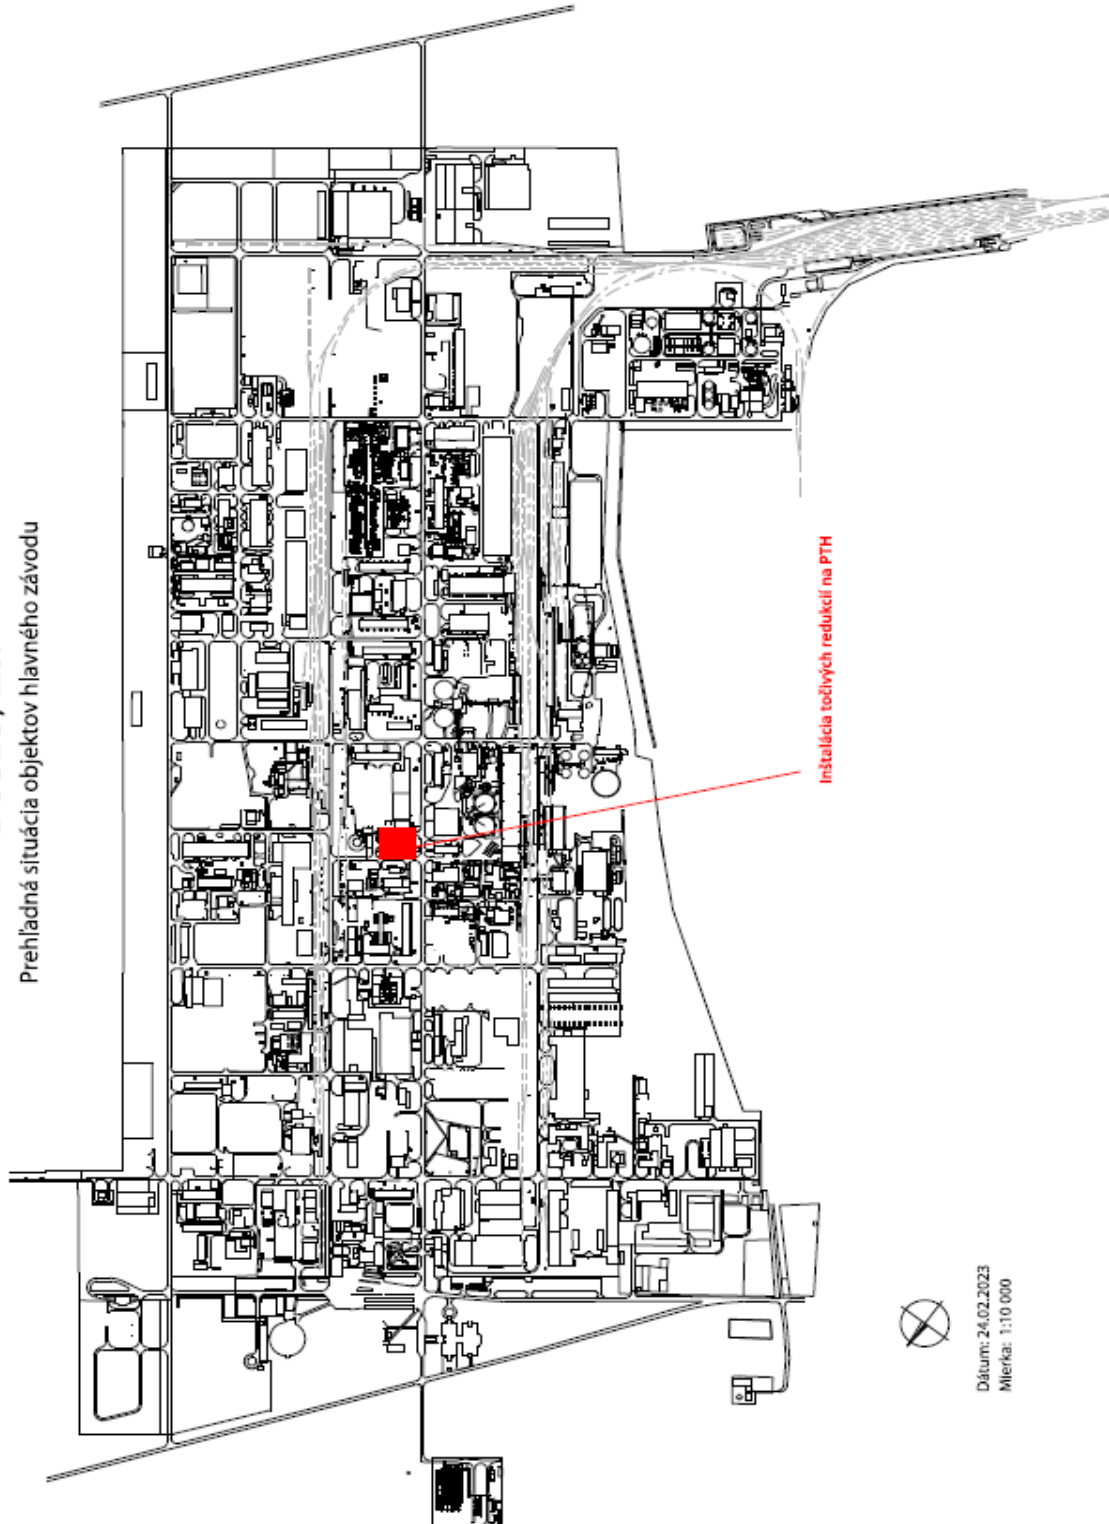 Prehľadná situácia objektov hlavného závodu
Inštalácia točivých redukcií na PTH
Dátum: 24.02.2023
Mierka: 1:10 000